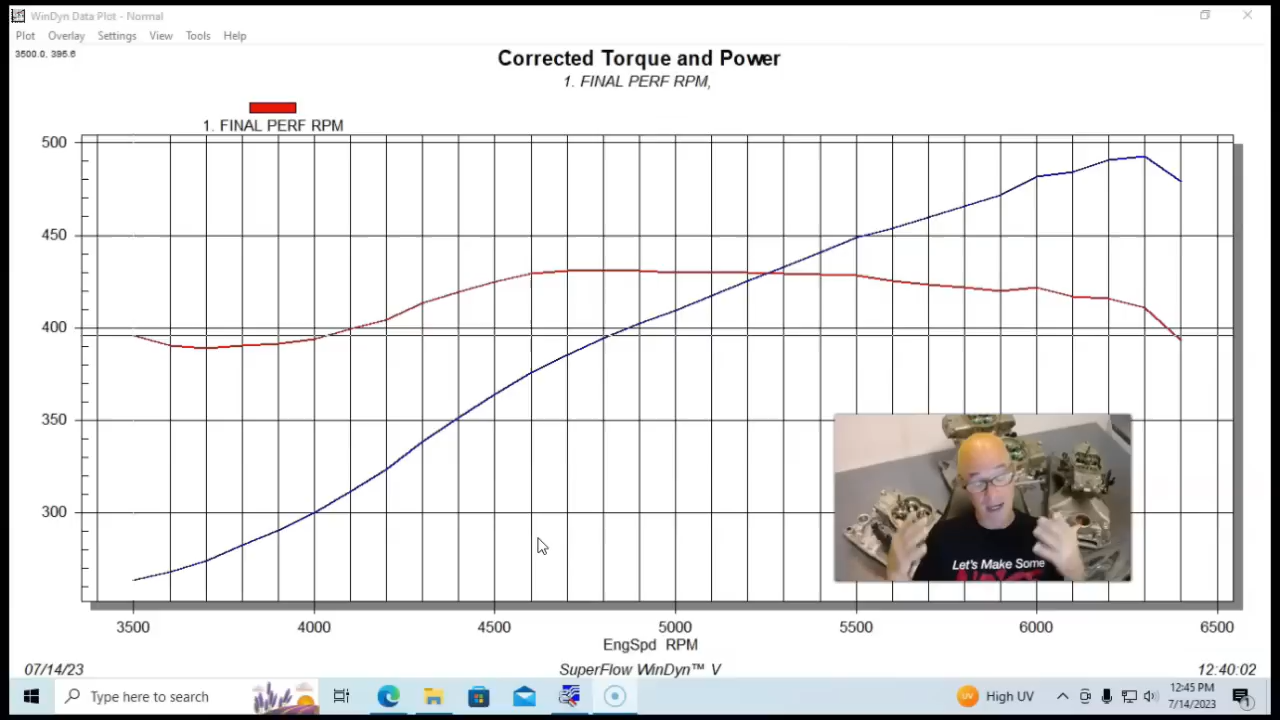 WinDyn Data Plot - Normal
Plot Overlay Settings View Tools Help
3500.0, 395.6
Corrected Torque and Power
1. FINAL PERF RPM,
1. FINAL PERF RPM
500
450
400
350
300
3500 4000 4500 5000 5500 6000 6500
EngSpd RPM
07/14/23 SuperFlow WinDyn™ V 12:40:02
Let's Make Some
Type here to search
High UV
12:45 PM
7/14/2023
1